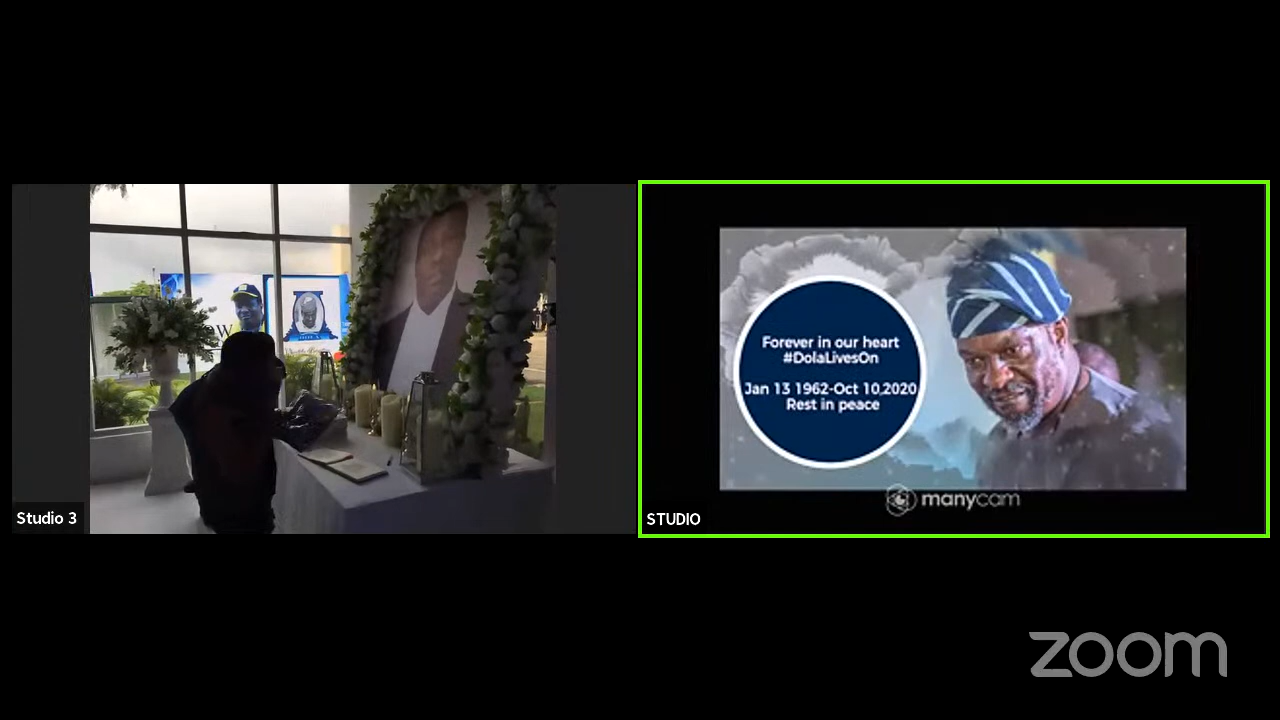 Studio 3
Forever in our heart
#DolaLivesOn
Jan 13 1962-Oct 10,2020
Rest in peace
manycam
STUDIO
zoom